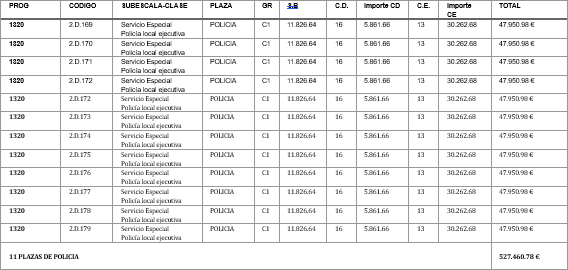 PROG CODIGO SUBESCALA-CLASE PLAZA GR S.B C.D. Importe CD C.E. Importe CE TOTAL
1320 2.D.169 Servicio Especial Policía local ejecutiva POLICIA C1 11.826.64 16 5.861.66 13 30.262.68 47.950.98 €
1320 2.D.170 Servicio Especial Policía local ejecutiva POLICIA C1 11.826.64 16 5.861.66 13 30.262.68 47.950.98 €
1320 2.D.171 Servicio Especial Policía local ejecutiva POLICIA C1 11.826.64 16 5.861.66 13 30.262.68 47.950.98 €
1320 2.D.172 Servicio Especial Policía local ejecutiva POLICIA C1 11.826.64 16 5.861.66 13 30.262.68 47.950.98 €
1320 2.D.172 Servicio Especial Policía local ejecutiva POLICIA C1 11.826.64 16 5.861.66 13 30.262.68 47.950.98 €
1320 2.D.173 Servicio Especial Policía local ejecutiva POLICIA C1 11.826.64 16 5.861.66 13 30.262.68 47.950.98 €
1320 2.D.174 Servicio Especial Policía local ejecutiva POLICIA C1 11.826.64 16 5.861.66 13 30.262.68 47.950.98 €
1320 2.D.175 Servicio Especial Policía local ejecutiva POLICIA C1 11.826.64 16 5.861.66 13 30.262.68 47.950.98 €
1320 2.D.176 Servicio Especial Policía local ejecutiva POLICIA C1 11.826.64 16 5.861.66 13 30.262.68 47.950.98 €
1320 2.D.177 Servicio Especial Policía local ejecutiva POLICIA C1 11.826.64 16 5.861.66 13 30.262.68 47.950.98 €
1320 2.D.178 Servicio Especial Policía local ejecutiva POLICIA C1 11.826.64 16 5.861.66 13 30.262.68 47.950.98 €
1320 2.D.179 Servicio Especial Policía local ejecutiva POLICIA C1 11.826.64 16 5.861.66 13 30.262.68 47.950.98 €
11 PLAZAS DE POLICIA 527.460.78 €